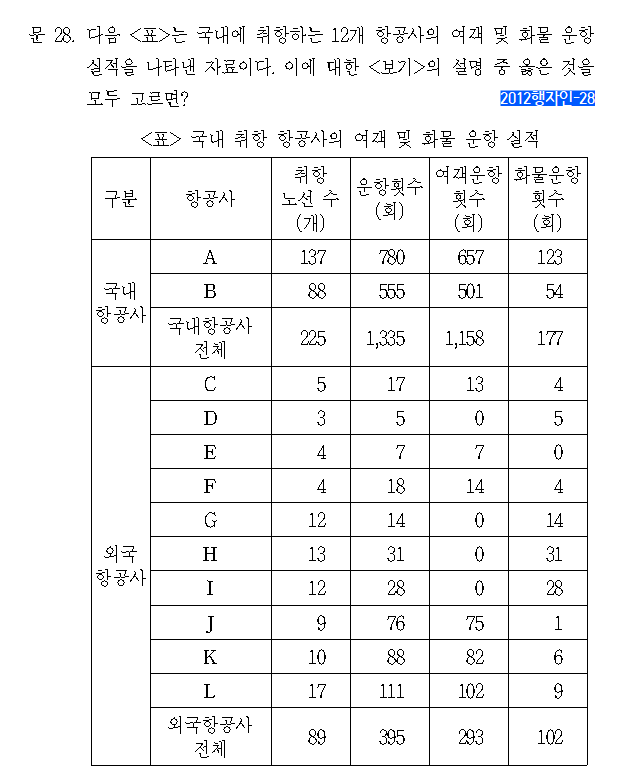 문 28. 다음 <표>는 국내에 취항하는 12개 항공사의 여객 및 화물 운항
실적을 나타낸 자료이다. 이에 대한 <보기>의 설명 중 옳은 것을
모두 고르면?
2012행자인-28
<표> 국내 취항 항공사의 여객 및 화물 운항 실적
구분 항공사 취항 노선 수 (개) 운항횟수 (회) 여객운항 횟수 (회) 화물운항 횟수 (회)
국내 항공사
A 137 780 657 123
B 88 555 501 54
국내항공사 전체 225 1,335 1,158 177
외국 항공사
C 5 17 13 4
D 3 5 0 5
E 4 7 7 0
F 4 18 14 4
G 12 14 0 14
H 13 31 0 31
I 12 28 0 28
J 9 76 75 1
K 10 88 82 6
L 17 111 102 9
외국항공사 전체 89 395 293 102